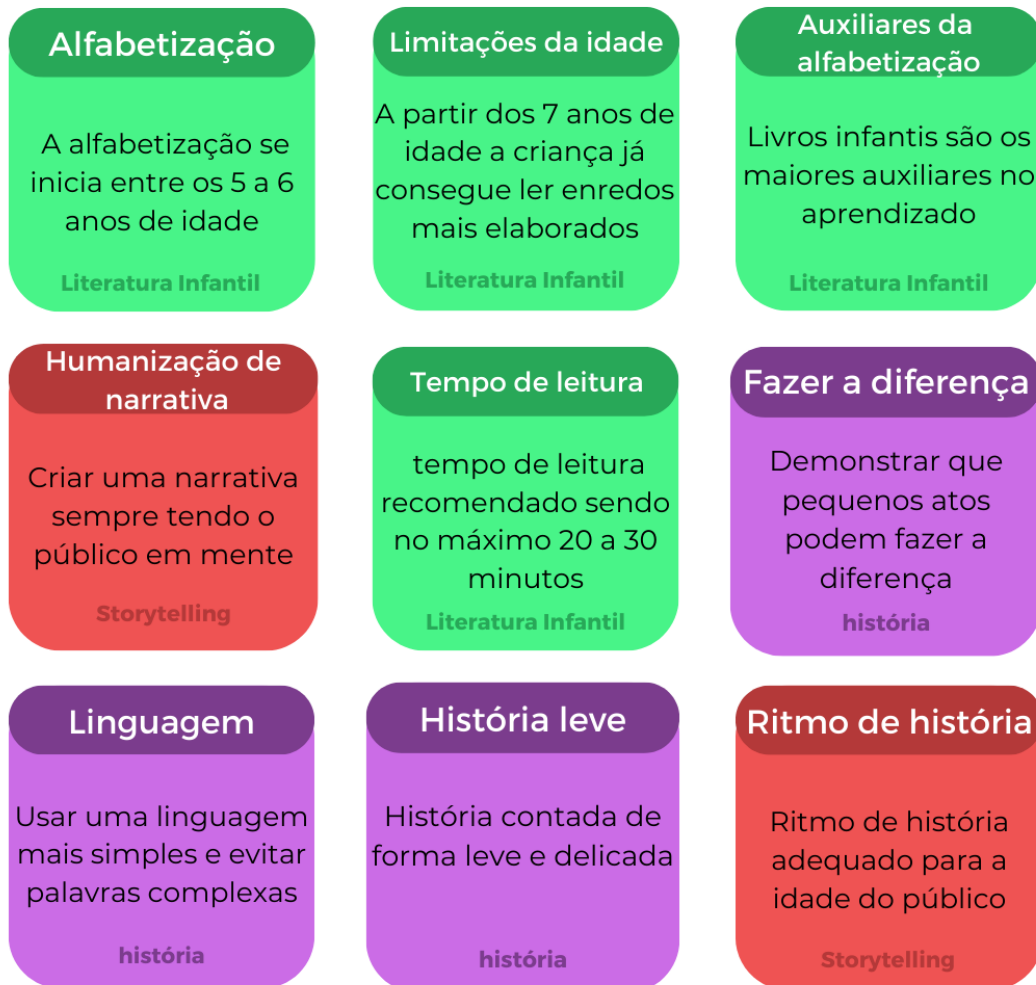 Alfabetização
A alfabetização se
inicia entre os 5 a 6
anos de idade
Literatura Infantil
Limitações da idade
A partir dos 7 anos de
idade a criança já
consegue ler enredos
mais elaborados
Literatura Infantil
Auxiliares da
alfabetização
Livros infantis são os
maiores auxiliares no
aprendizado
Literatura Infantil
Humanização de
narrativa
Criar uma narrativa
sempre tendo o
público em mente
Storytelling
Tempo de leitura
tempo de leitura
recomendado sendo
no máximo 20 a 30
minutos
Literatura Infantil
Fazer a diferença
Demonstrar que
pequenos atos
podem fazer a
diferença
história
Linguagem
Usar uma linguagem
mais simples e evitar
palavras complexas
história
História leve
História contada de
forma leve e delicada
história
Ritmo de história
Ritmo de história
adequado para a
idade do público
Storytelling